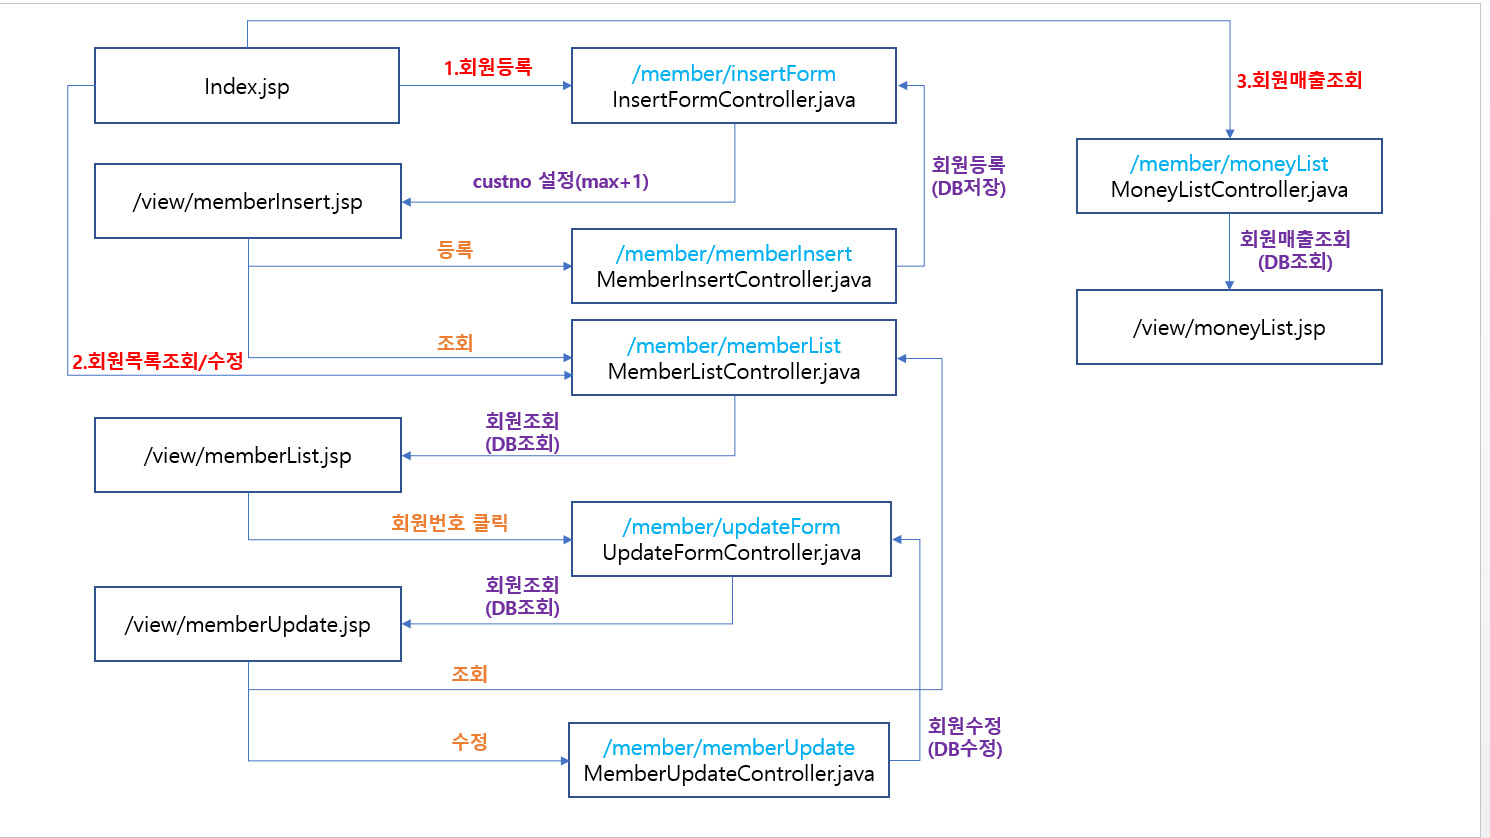 Index.jsp
1.회원등록
/member/insertForm
InsertFormController.java
3.회원매출조회
/member/moneyList
MoneyListController.java
회원등록
(DB저장)
custno 설정(max+1)
/view/memberInsert.jsp
등록
/member/memberInsert
MemberInsertController.java
회원매출조회
(DB조회)
/view/moneyList.jsp
조회
2.회원목록조회/수정
/member/memberList
MemberListController.java
회원조회
(DB조회)
/view/memberList.jsp
회원번호 클릭
/member/updateForm
UpdateFormController.java
회원조회
(DB조회)
/view/memberUpdate.jsp
조회
수정
/member/memberUpdate
MemberUpdateController.java
회원수정
(DB수정)